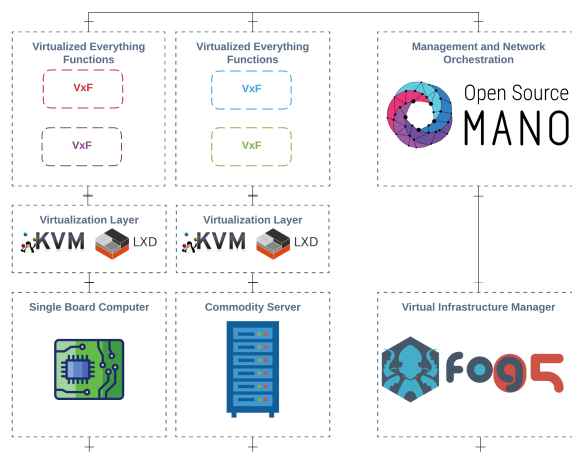 Virtualized Everything
Functions
VxF
VxF
Virtualized Everything
Functions
VxF
VxF
Management and Network
Orchestration
Open Source
MANO
Virtualization Layer
KVM
LXD
Virtualization Layer
KVM
LXD
Single Board Computer
Commodity Server
Virtual Infrastructure Manager
fog05